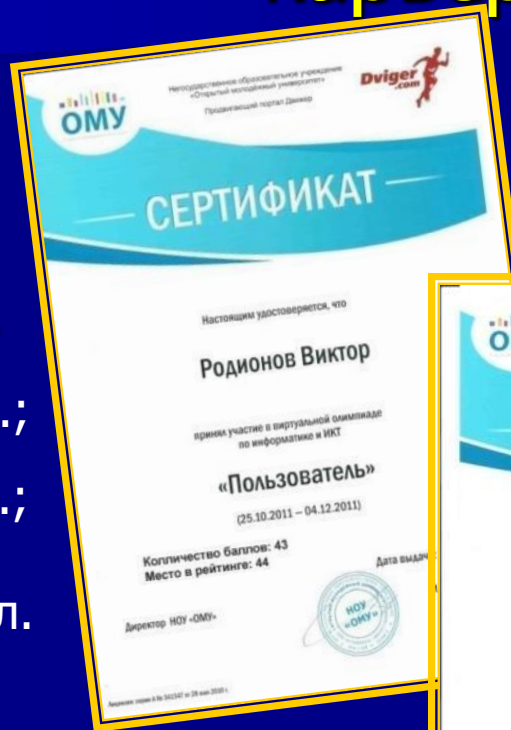 Негосударственное образовательное учреждение
«Открытый молодёжный университет»
Продвигающий портал Движер
ОМУ
Dviger
.com
СЕРТИФИКАТ
Настоящим удостоверяется, что
Родионов Виктор
принял участие в виртуальной олимпиаде
по информатике и ИКТ
«Пользователь»
(25.10.2011 – 04.12.2011)
Колличество баллов: 43
Место в рейтинге: 44
Дата выдач
Директор НОУ «ОМУ»
НОУ
«ОМУ»
.;
.;
л.